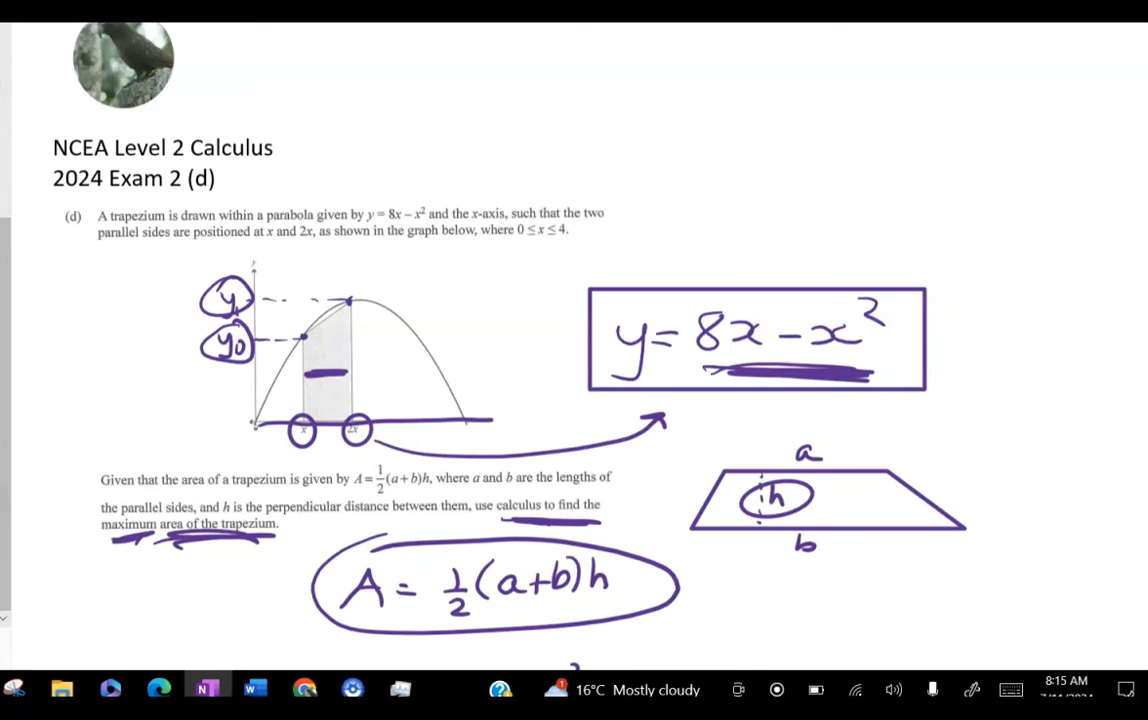 NCEA Level 2 Calculus
2024 Exam 2 (d)
(d) A trapezium is drawn within a parabola given by y = 8x – x² and the x-axis, such that the two
parallel sides are positioned at x and 2x, as shown in the graph below, where 0 ≤ x ≤ 4.
y
y₁
y₀
x 2x
y = 8x – x²
Given that the area of a trapezium is given by A = 1/2 (a + b)h, where a and b are the lengths of
the parallel sides, and h is the perpendicular distance between them, use calculus to find the
maximum area of the trapezium.
a
h
b
A = 1/2 (a+b)h
16°C Mostly cloudy
8:15 AM